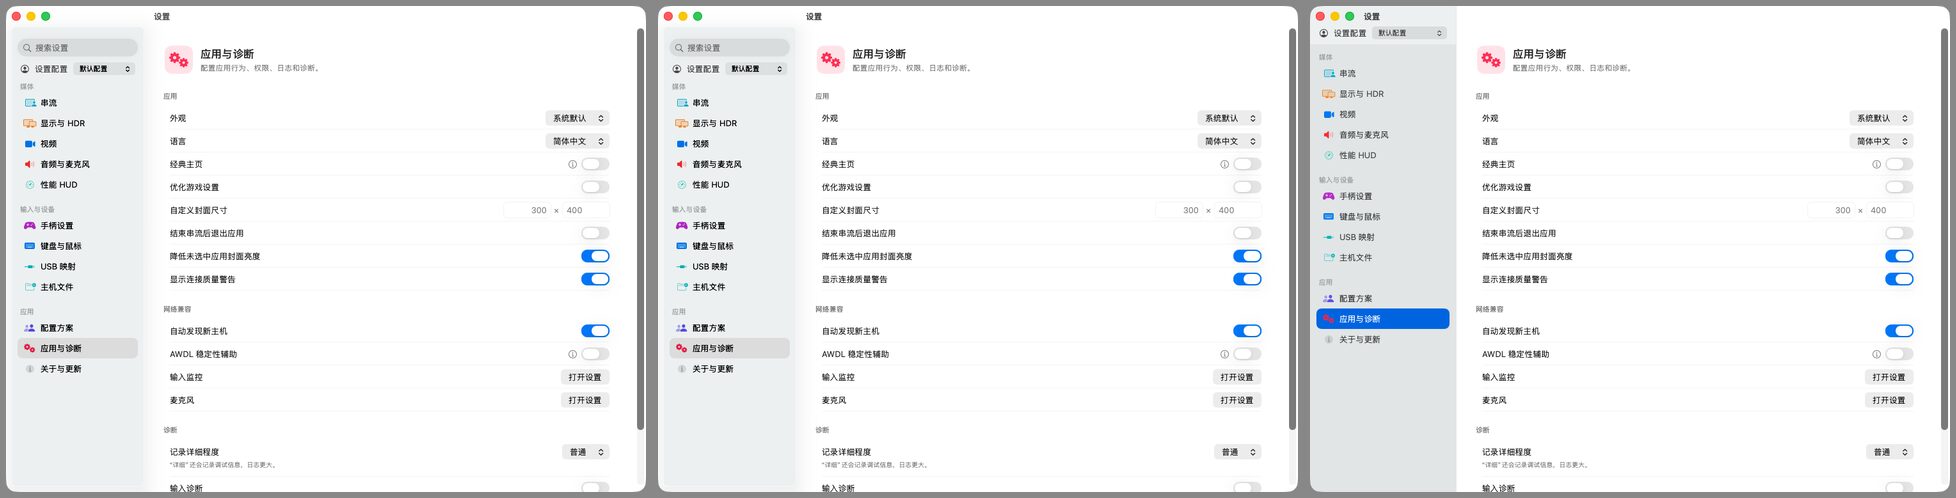 设置
搜索设置
设置配置 默认配置
媒体
串流
显示与 HDR
视频
音频与麦克风
性能 HUD
输入与设备
手柄设置
键盘与鼠标
USB 映射
主机文件
应用
配置方案
应用与诊断
关于与更新
应用与诊断
配置应用行为、权限、日志和诊断。
应用
外观 系统默认
语言 简体中文
经典主页
优化游戏设置
自定义封面尺寸 300 × 400
结束串流后退出应用
降低未选中应用封面亮度
显示连接质量警告
网络兼容
自动发现新主机
AWDL 稳定性辅助
输入监控 打开设置
麦克风 打开设置
诊断
记录详细程度 普通
“详细”还会记录调试信息，日志更大。
输入诊断
设置
搜索设置
设置配置 默认配置
媒体
串流
显示与 HDR
视频
音频与麦克风
性能 HUD
输入与设备
手柄设置
键盘与鼠标
USB 映射
主机文件
应用
配置方案
应用与诊断
关于与更新
应用与诊断
配置应用行为、权限、日志和诊断。
应用
外观 系统默认
语言 简体中文
经典主页
优化游戏设置
自定义封面尺寸 300 × 400
结束串流后退出应用
降低未选中应用封面亮度
显示连接质量警告
网络兼容
自动发现新主机
AWDL 稳定性辅助
输入监控 打开设置
麦克风 打开设置
诊断
记录详细程度 普通
“详细”还会记录调试信息，日志更大。
输入诊断
设置
设置配置 默认配置
媒体
串流
显示与 HDR
视频
音频与麦克风
性能 HUD
输入与设备
手柄设置
键盘与鼠标
USB 映射
主机文件
应用
配置方案
应用与诊断
关于与更新
应用与诊断
配置应用行为、权限、日志和诊断。
应用
外观 系统默认
语言 简体中文
经典主页
优化游戏设置
自定义封面尺寸 300 × 400
结束串流后退出应用
降低未选中应用封面亮度
显示连接质量警告
网络兼容
自动发现新主机
AWDL 稳定性辅助
输入监控 打开设置
麦克风 打开设置
诊断
记录详细程度 普通
“详细”还会记录调试信息，日志更大。
输入诊断